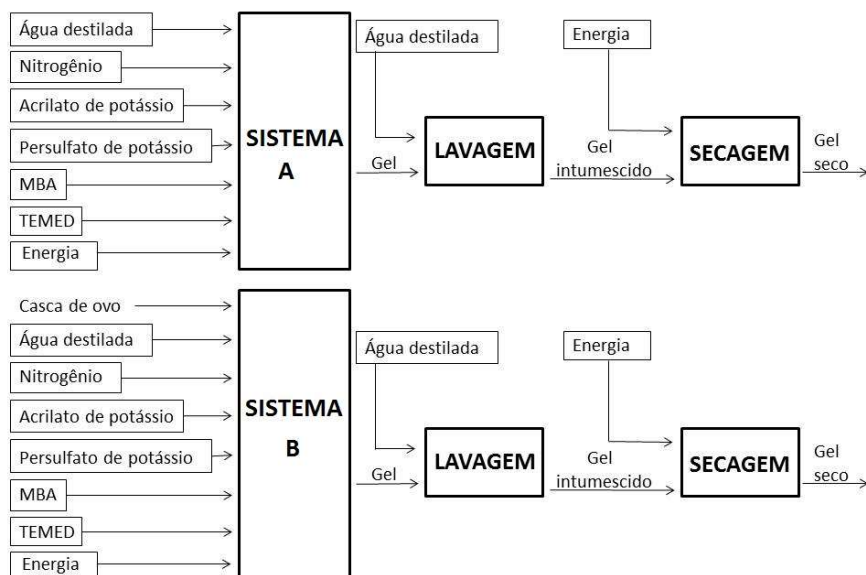 Água destilada
Nitrogênio
Acrilato de potássio
Persulfato de potássio
MBA
TEMED
Energia
SISTEMA
A
Água destilada
Gel
LAVAGEM
Energia
Gel
intumescido
SECAGEM
Gel
seco
Casca de ovo
Água destilada
Nitrogênio
Acrilato de potássio
Persulfato de potássio
MBA
TEMED
Energia
SISTEMA
B
Água destilada
Gel
LAVAGEM
Energia
Gel
intumescido
SECAGEM
Gel
seco